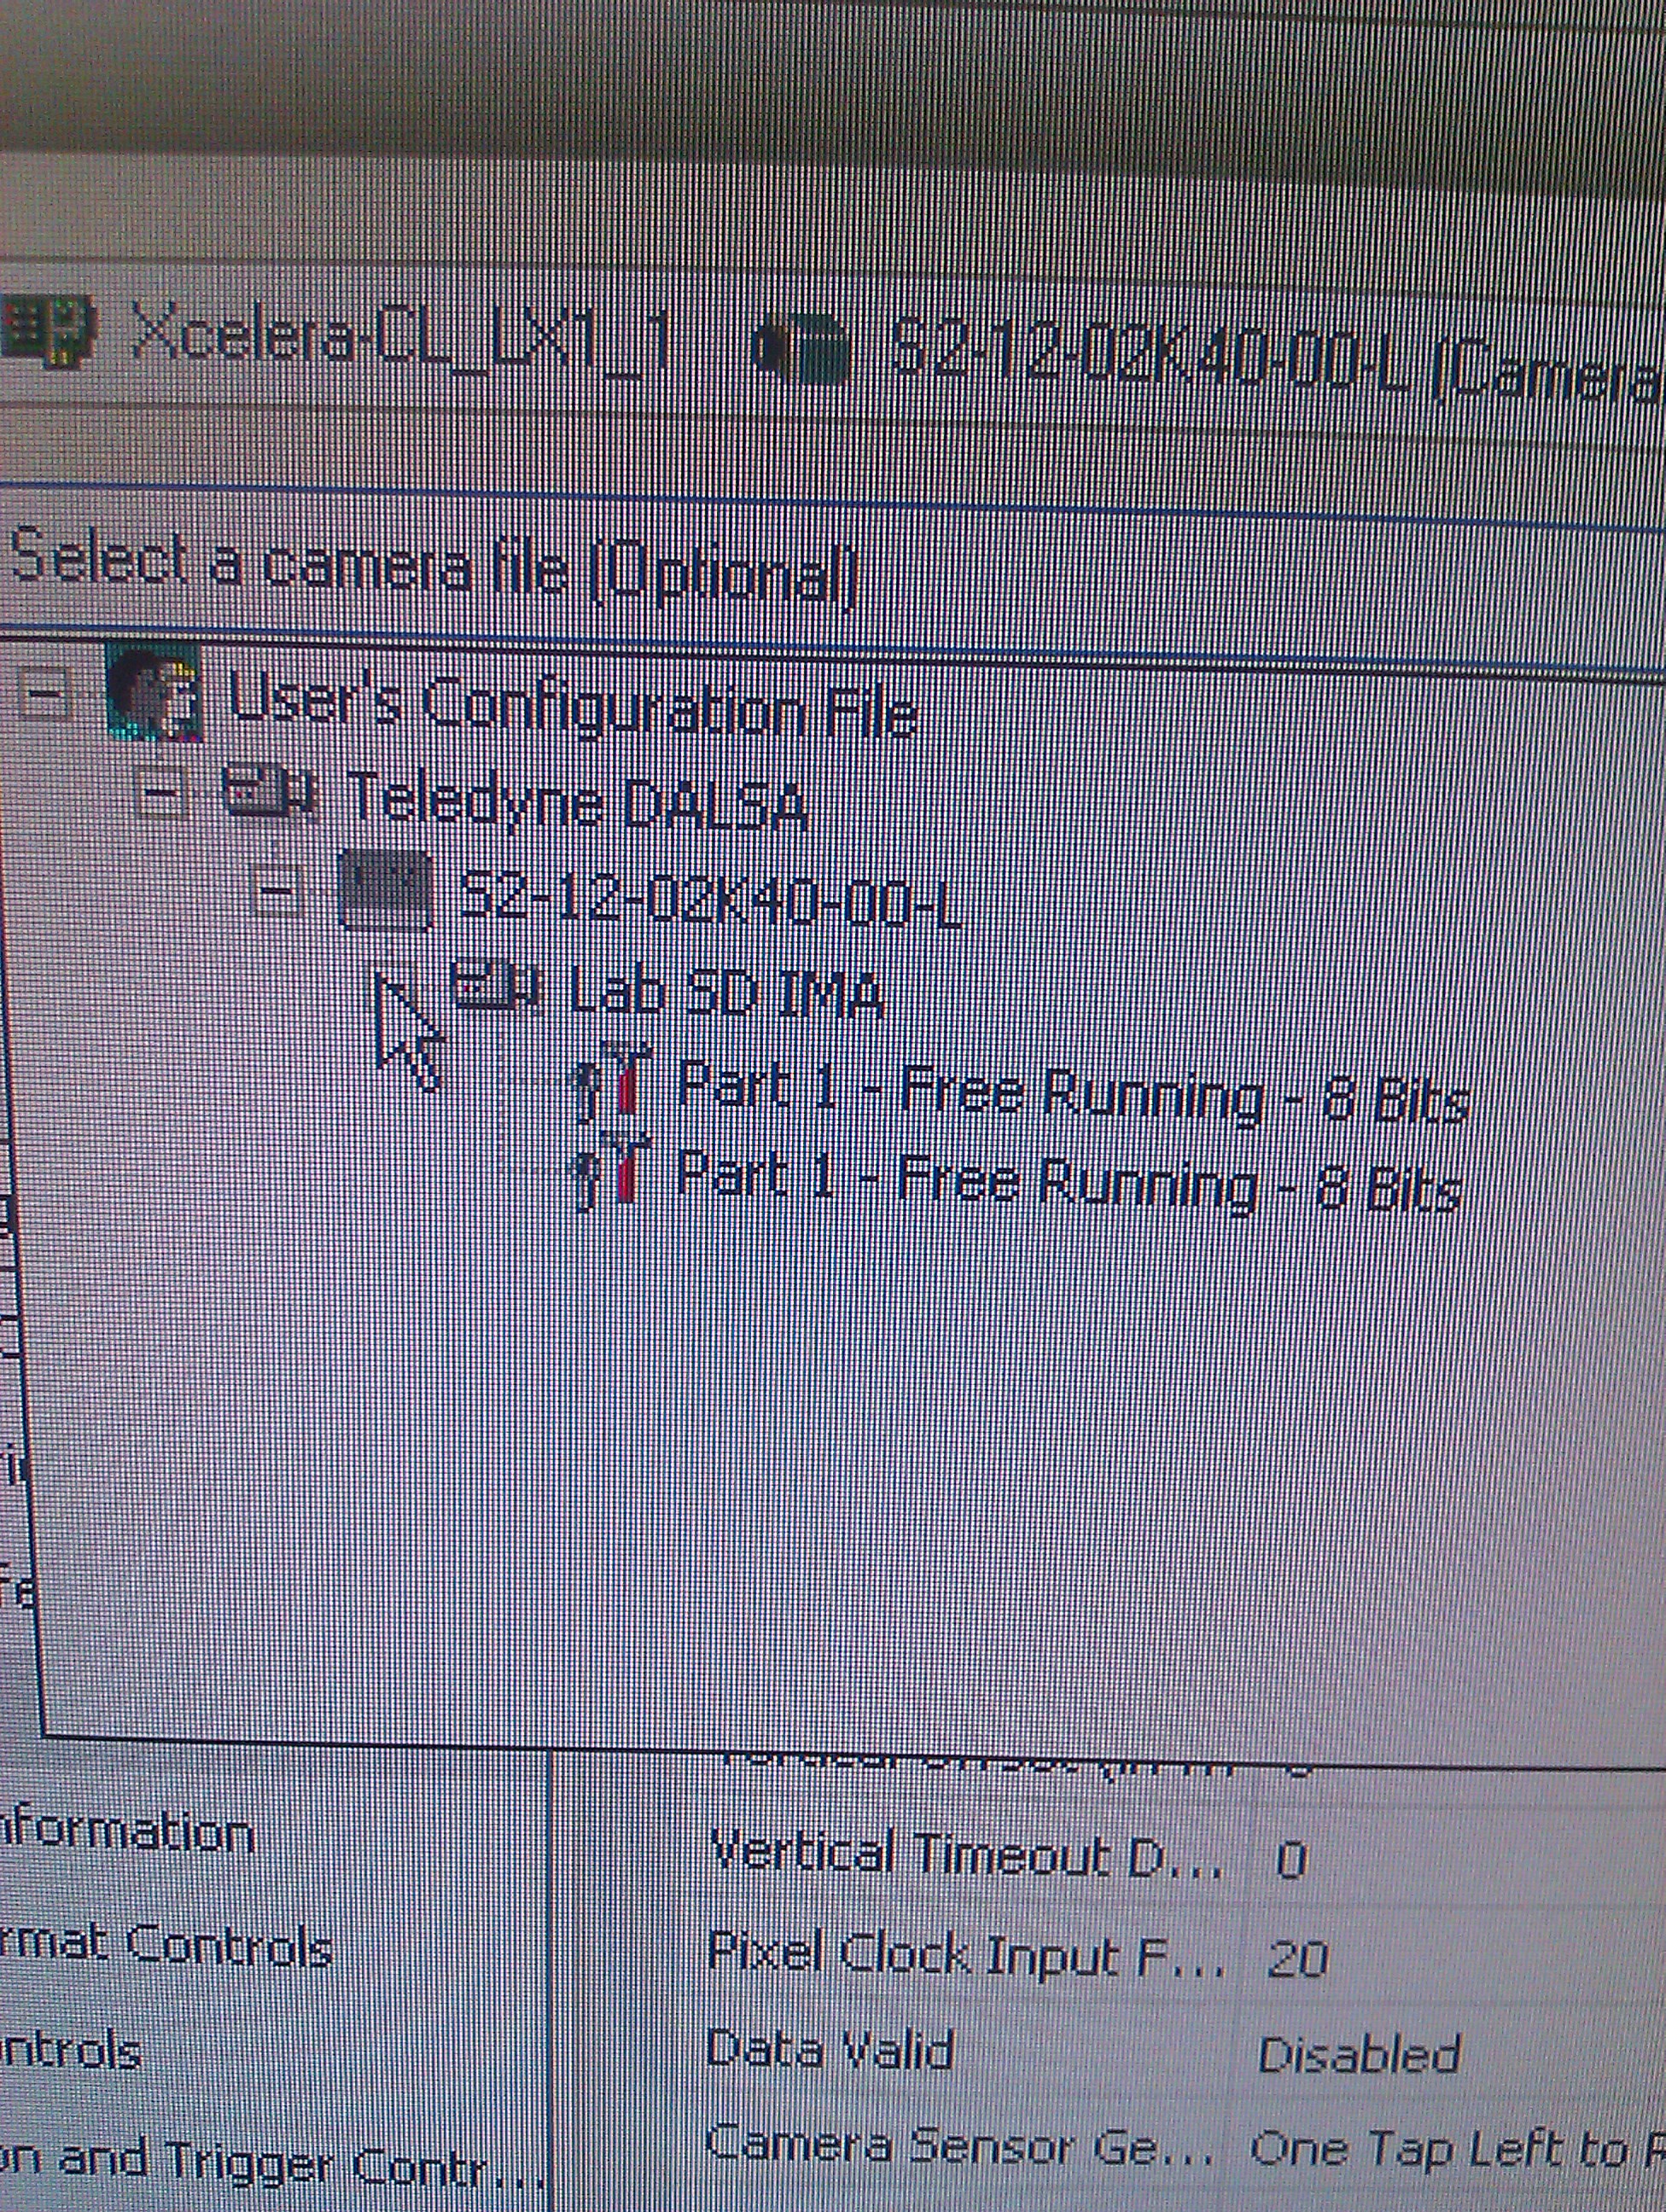 Xcelera-CL_LX1_1 S2-12-02K40-00-L (Camera
Select a camera file (Optional)
User's Configuration File
Teledyne DALSA
S2-12-02K40-00-L
Lab SD IMA
Part 1 - Free Running - 8 Bits
Part 1 - Free Running - 8 Bits
nformation
Vertical Timeout D... 0
rmat Controls
Pixel Clock Input F... 20
ntrols
Data Valid Disabled
on and Trigger Contr...
Camera Sensor Ge... One Tap Left to R